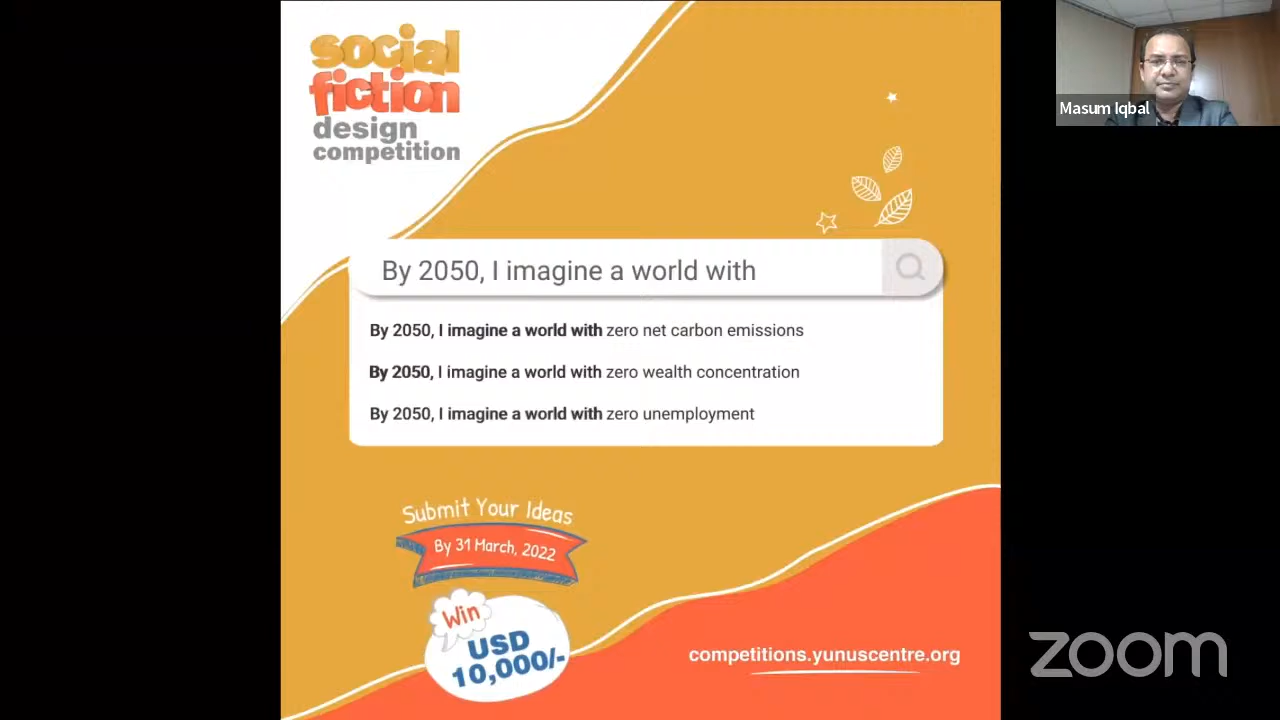 social
fiction
design
competition
Masum Iqbal
By 2050, I imagine a world with
By 2050, I imagine a world with zero net carbon emissions
By 2050, I imagine a world with zero wealth concentration
By 2050, I imagine a world with zero unemployment
Submit Your Ideas
By 31 March, 2022
Win
USD
10,000/-
competitions.yunuscentre.org
zoom